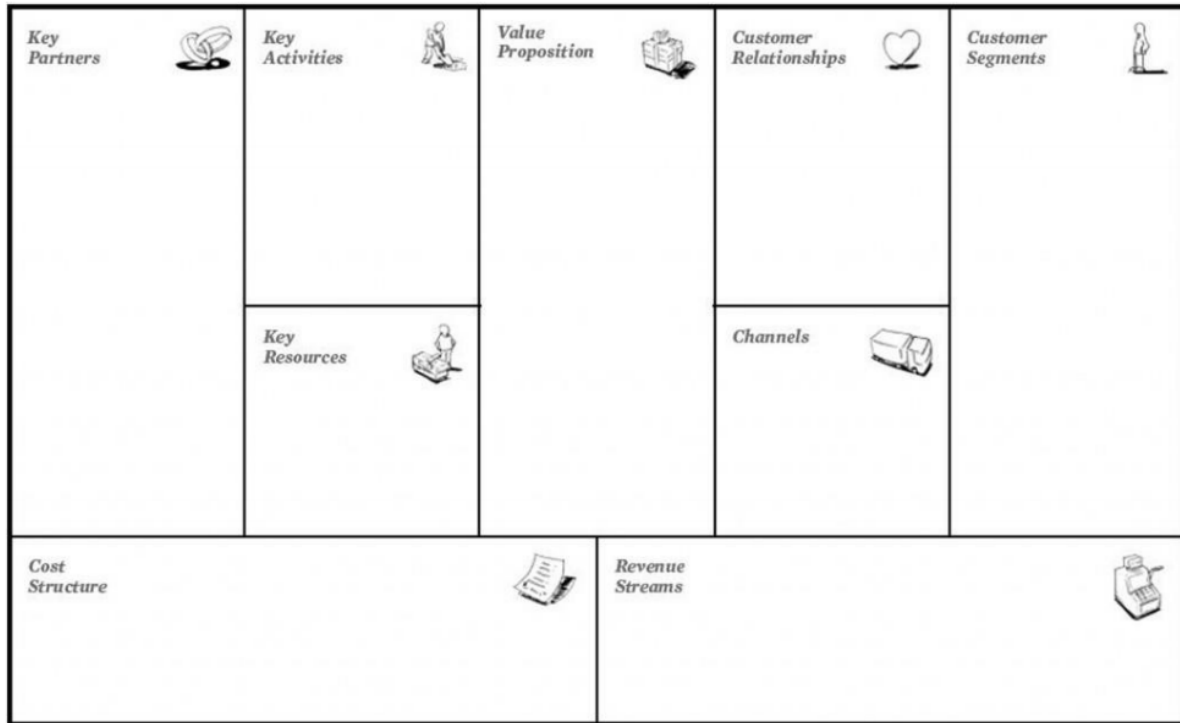 Key
Partners
Key
Activities
Value
Proposition
Customer
Relationships
Customer
Segments
Key
Resources
Channels
Cost
Structure
Revenue
Streams